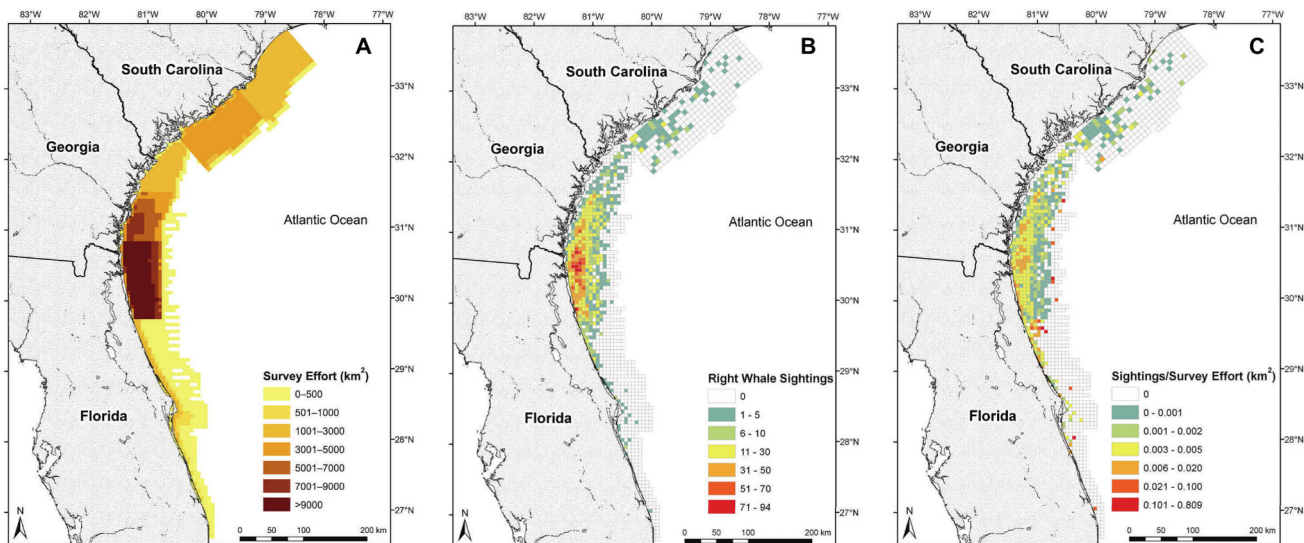 83°W 82°W 81°W 80°W 79°W 78°W 77°W
A
South Carolina
33°N
Georgia
32°N
Atlantic Ocean
31°N
30°N
29°N
Florida
28°N
27°N
Survey Effort (km²)
0–500
501–1000
1001–3000
3001–5000
5001–7000
7001–9000
>9000
N
0 50 100 200
km
83°W 82°W 81°W 80°W 79°W 78°W 77°W
B
South Carolina
33°N
Georgia
32°N
Atlantic Ocean
31°N
30°N
29°N
Florida
28°N
27°N
Right Whale Sightings
0
1 - 5
6 - 10
11 - 30
31 - 50
51 - 70
71 - 94
N
0 50 100 200
km
83°W 82°W 81°W 80°W 79°W 78°W 77°W
C
South Carolina
33°N
Georgia
32°N
Atlantic Ocean
31°N
30°N
29°N
Florida
28°N
27°N
Sightings/Survey Effort (km²)
0
0 - 0.001
0.001 - 0.002
0.003 - 0.005
0.006 - 0.020
0.021 - 0.100
0.101 - 0.809
N
0 50 100 200
km